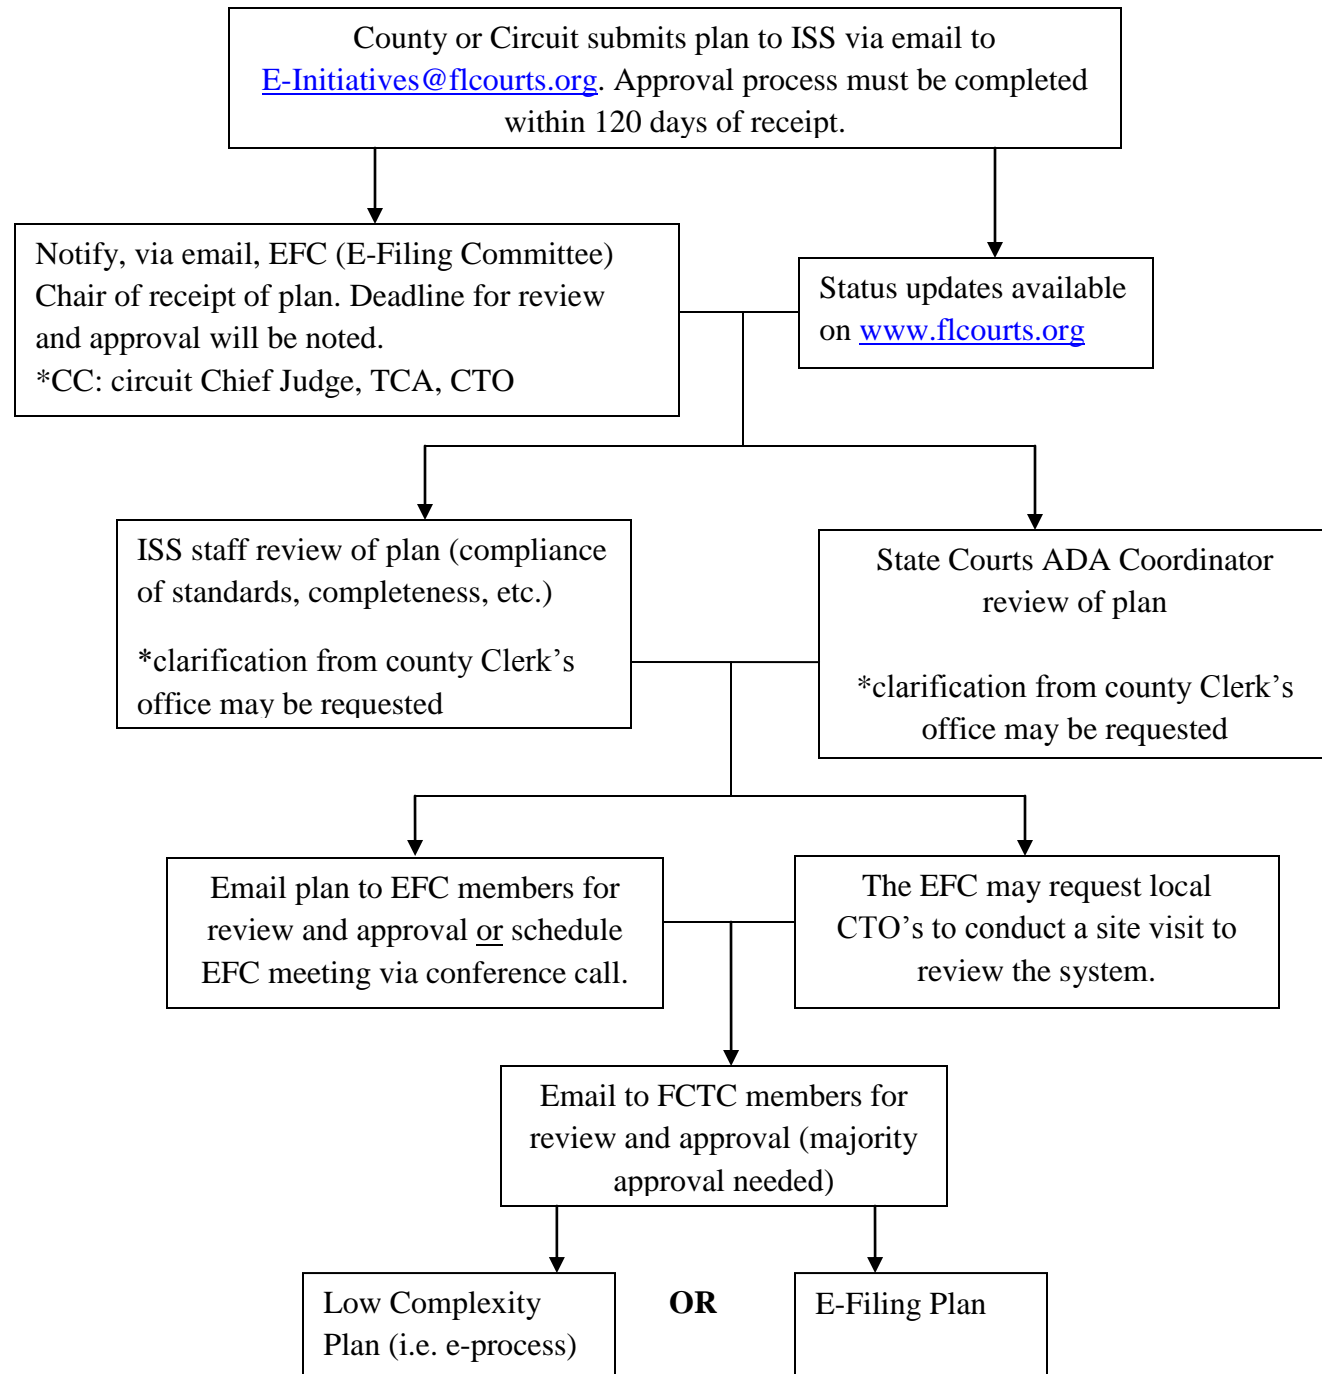 County or Circuit submits plan to ISS via email to
E-Initiatives@flcourts.org. Approval process must be completed
within 120 days of receipt.
Notify, via email, EFC (E-Filing Committee)
Chair of receipt of plan. Deadline for review
and approval will be noted.
*CC: circuit Chief Judge, TCA, CTO
Status updates available
on www.flcourts.org
ISS staff review of plan (compliance
of standards, completeness, etc.)
*clarification from county Clerk’s
office may be requested
State Courts ADA Coordinator
review of plan
*clarification from county Clerk’s
office may be requested
Email plan to EFC members for
review and approval or schedule
EFC meeting via conference call.
The EFC may request local
CTO’s to conduct a site visit to
review the system.
Email to FCTC members for
review and approval (majority
approval needed)
Low Complexity
Plan (i.e. e-process)
OR
E-Filing Plan